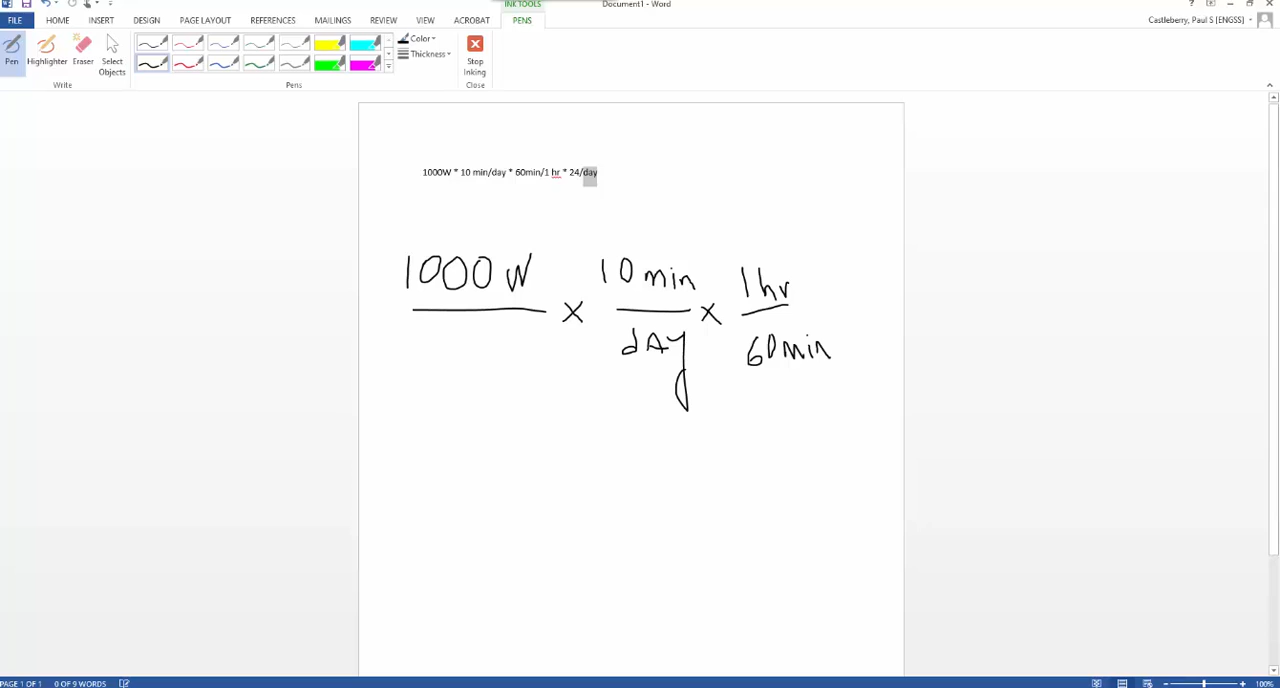 INK TOOLS
Document1 - Word
FILE HOME INSERT DESIGN PAGE LAYOUT REFERENCES MAILINGS REVIEW VIEW ACROBAT PENS
Castleberry, Paul S [ENGSS]
Pen Highlighter Eraser Select Objects
Color
Thickness
Stop Inking
Write Pens Close
1000W * 10 min/day * 60min/1 hr * 24/day
1000 W × 10 min × 1 hr
day 60 min
PAGE 1 OF 1 0 OF 9 WORDS 100%